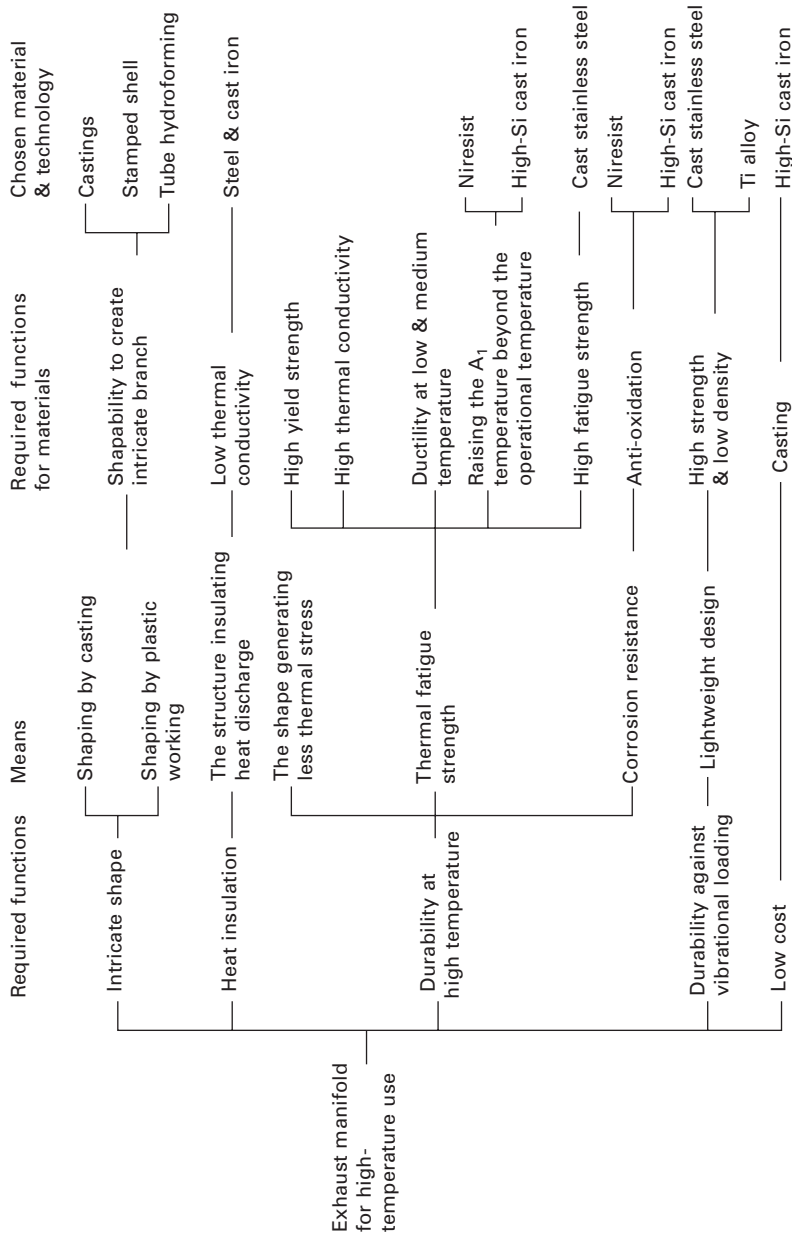 Required functions
Means
Required functions
for materials
Chosen material
& technology
Exhaust manifold
for high-
temperature use
Intricate shape
Shaping by casting
Shaping by plastic
working
Shapability to create
intricate branch
Castings
Stamped shell
Tube hydroforming
Heat insulation
The structure insulating
heat discharge
Low thermal
conductivity
Steel & cast iron
Durability at
high temperature
The shape generating
less thermal stress
Thermal fatigue
strength
High yield strength
High thermal conductivity
Ductility at low & medium
temperature
Raising the A₁
temperature beyond the
operational temperature
Niresist
High-Si cast iron
High fatigue strength
Cast stainless steel
Corrosion resistance
Anti-oxidation
Niresist
High-Si cast iron
Durability against
vibrational loading
Lightweight design
High strength
& low density
Cast stainless steel
Ti alloy
Low cost
Casting
High-Si cast iron